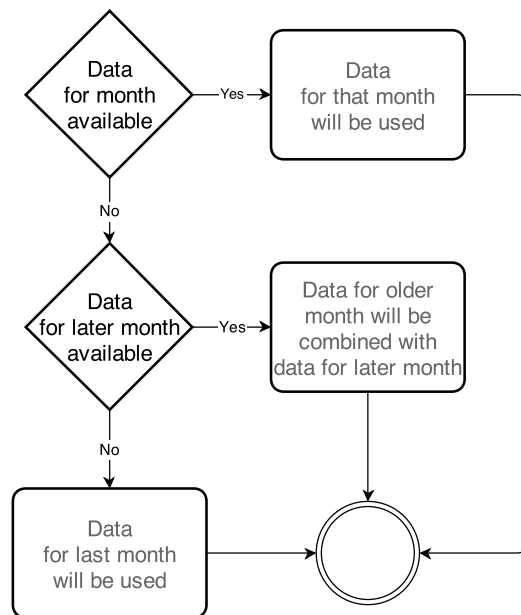 Data
for month
available
Yes
Data
for that month
will be used
No
Data
for later month
available
Yes
Data for older
month will be
combined with
data for later month
No
Data
for last month
will be used